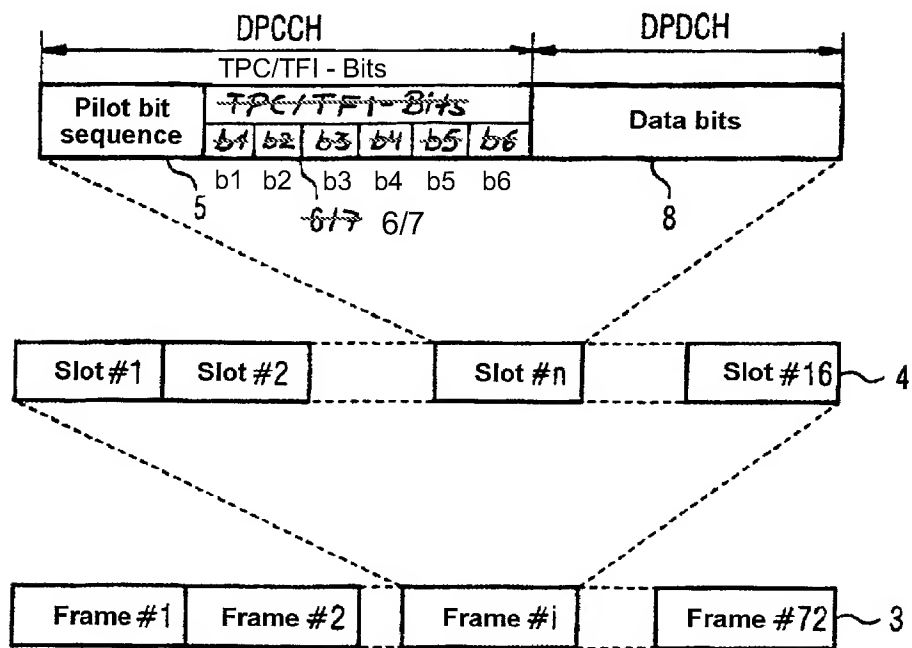 DPCCH DPDCH
TPC/TFI - Bits
Pilot bit sequence TPC/TFI-Bits Data bits
b1 b2 b3 b4 b5 b6
b1 b2 b3 b4 b5 b6
5 6/7 6/7 8
Slot #1 Slot #2 Slot #n Slot #16 4
Frame #1 Frame #2 Frame #i Frame #72 3